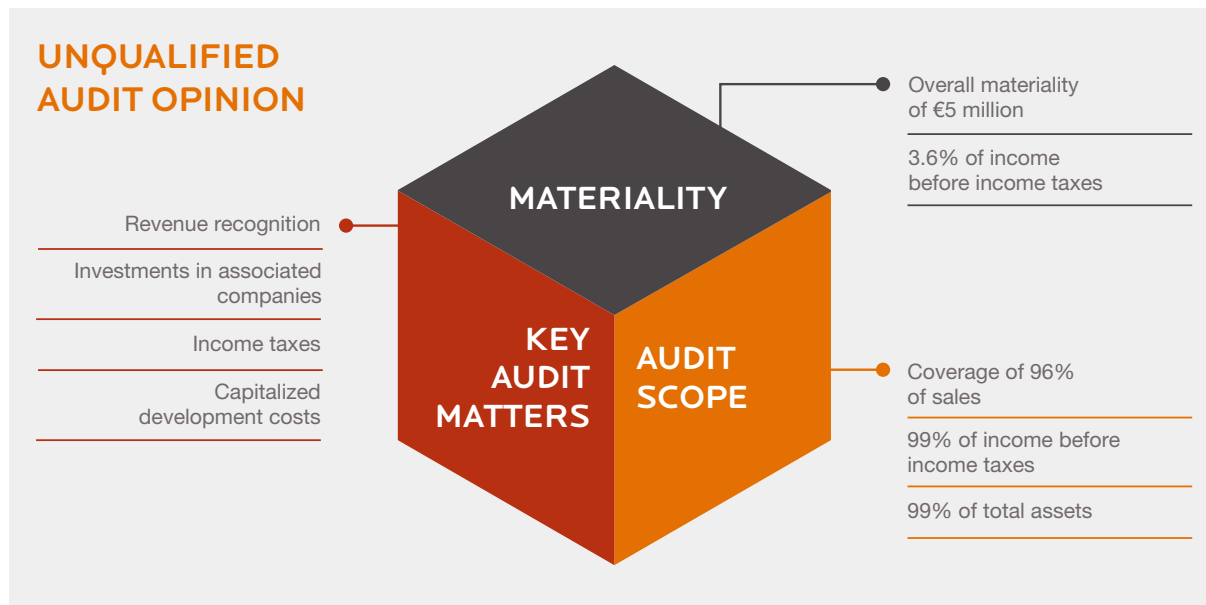 UNQUALIFIED
AUDIT OPINION
MATERIALITY
Overall materiality
of €5 million
3.6% of income
before income taxes
KEY
AUDIT
MATTERS
Revenue recognition
Investments in associated
companies
Income taxes
Capitalized
development costs
AUDIT
SCOPE
Coverage of 96%
of sales
99% of income before
income taxes
99% of total assets